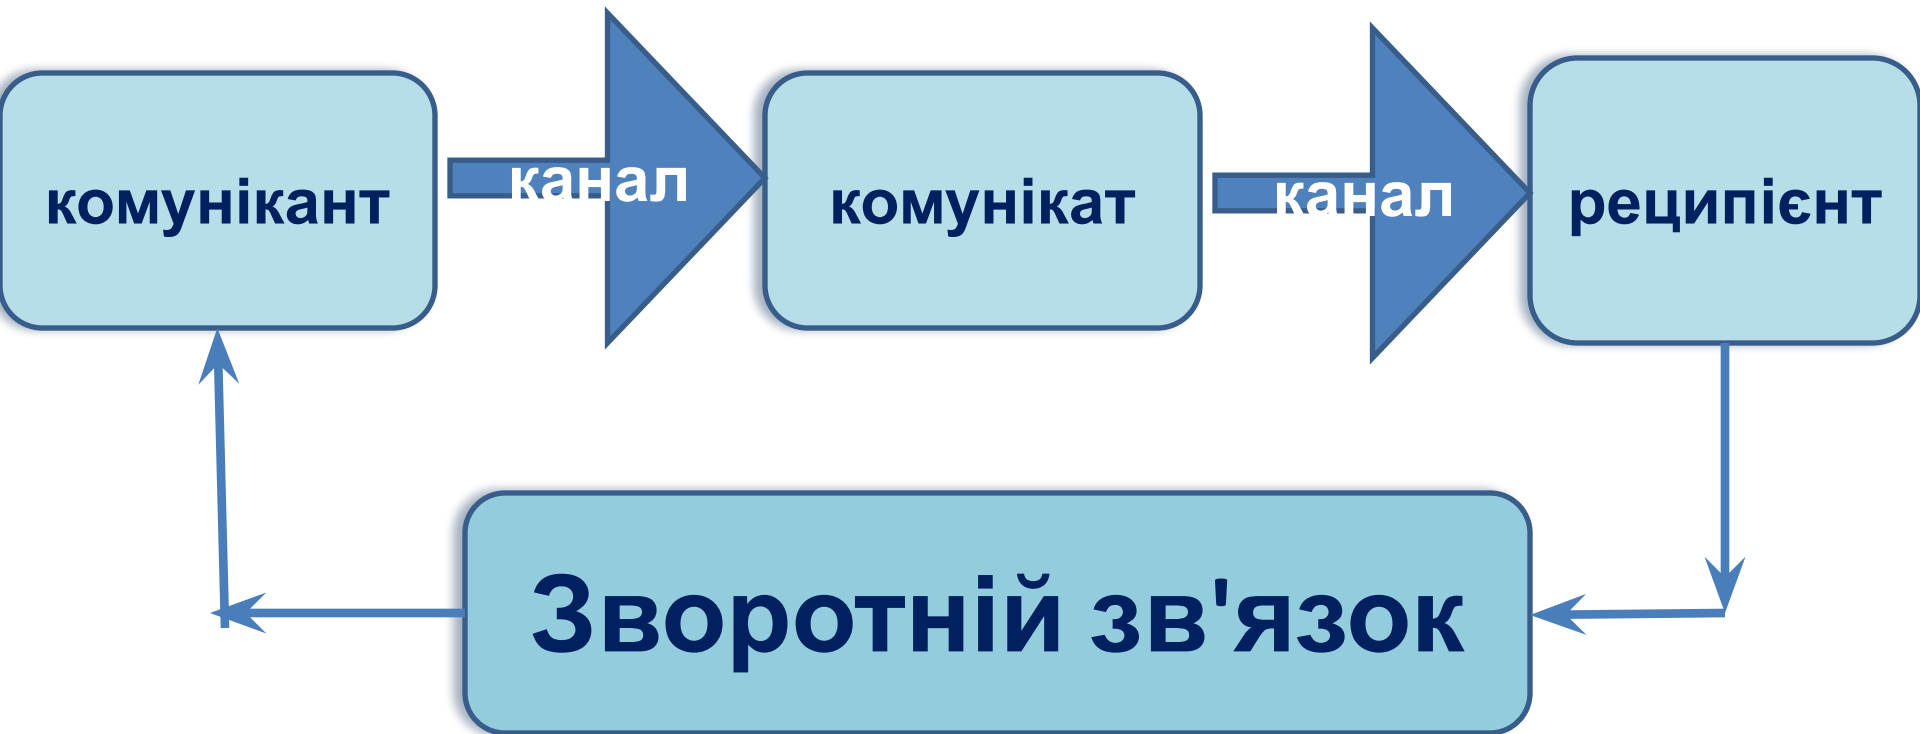 комунікант
канал
комунікат
канал
реципієнт
Зворотній зв'язок